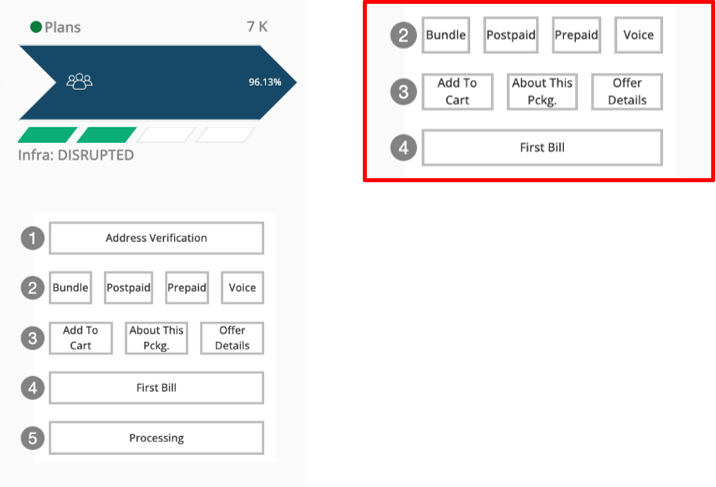 Plans 7 K
96.13%
Infra: DISRUPTED
1 Address Verification
2 Bundle Postpaid Prepaid Voice
3 Add To Cart About This Pckg. Offer Details
4 First Bill
5 Processing
2 Bundle Postpaid Prepaid Voice
3 Add To Cart About This Pckg. Offer Details
4 First Bill